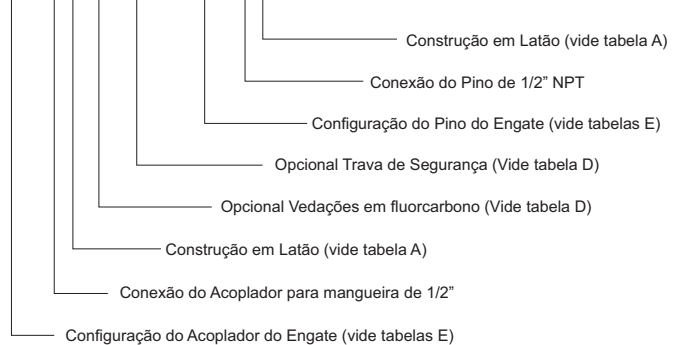 Construção em Latão (vide tabela A)
Conexão do Pino de 1/2” NPT
Configuração do Pino do Engate (vide tabelas E)
Opcional Trava de Segurança (Vide tabela D)
Opcional Vedações em fluorcarbono (Vide tabela D)
Construção em Latão (vide tabela A)
Conexão do Acoplador para mangueira de 1/2”
Configuração do Acoplador do Engate (vide tabelas E)